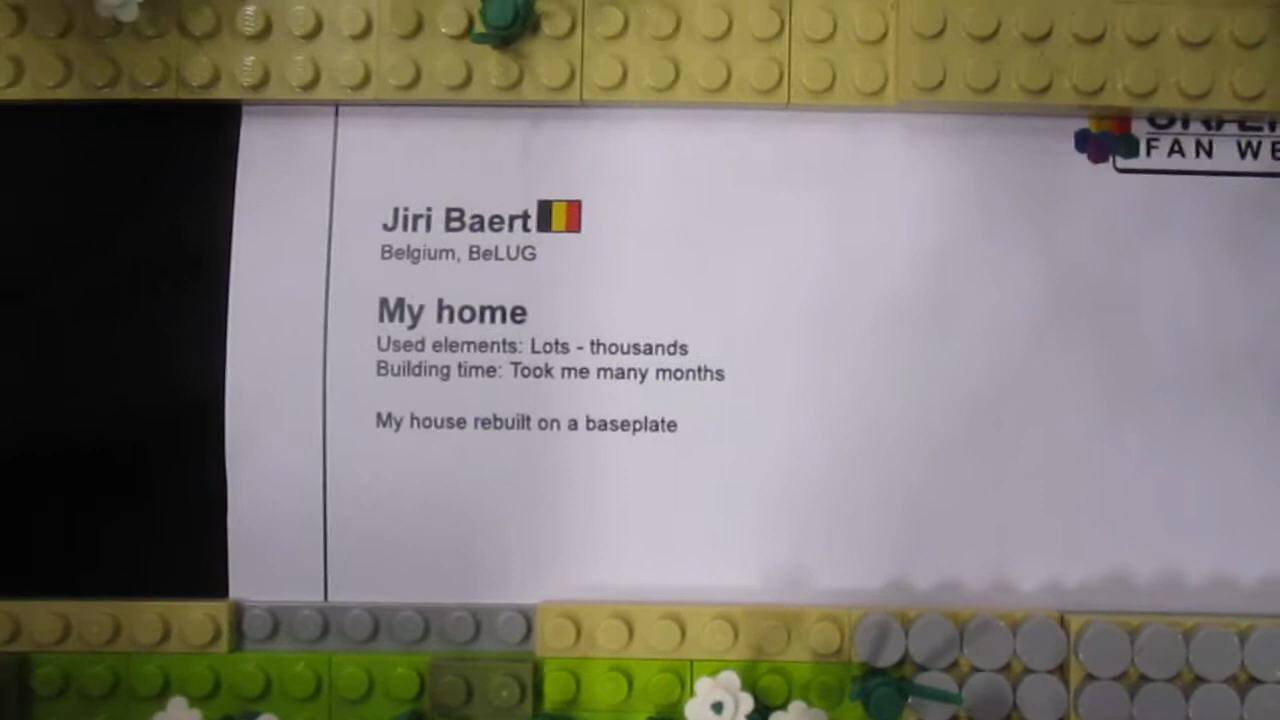 FAN WE
Jiri Baert
Belgium, BeLUG
My home
Used elements: Lots - thousands
Building time: Took me many months
My house rebuilt on a baseplate